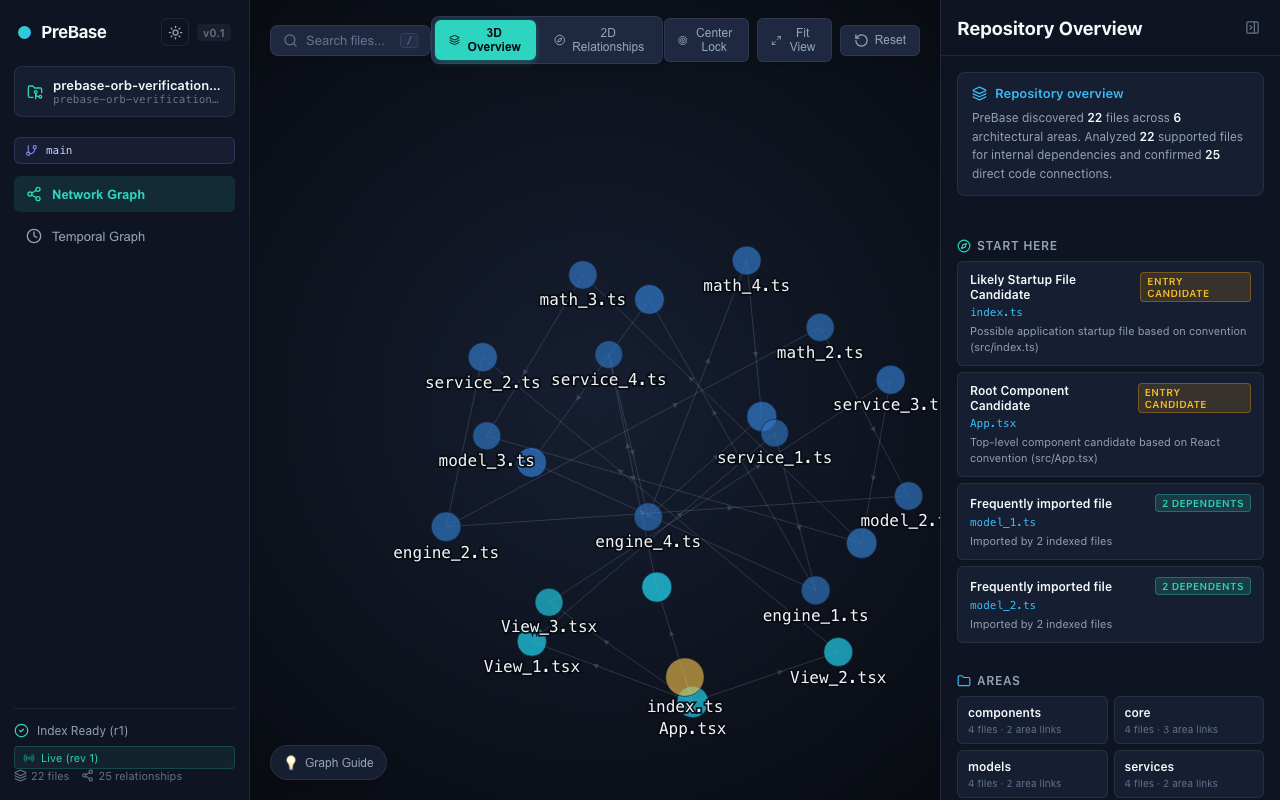 PreBase
v0.1
prebase-orb-verification...
prebase-orb-verification…
main
Network Graph
Temporal Graph
Index Ready (r1)
Live (rev 1)
22 files
25 relationships
Search files...
/
3D
Overview
2D
Relationships
Center
Lock
Fit
View
Reset
math_4.ts
math_3.ts
math_2.ts
service_2.ts
service_4.ts
service_3.t
model_3.ts
service_1.ts
model_2.
engine_4.ts
engine_2.ts
engine_1.ts
View_3.tsx
View_1.tsx
View_2.tsx
index.ts
App.tsx
Graph Guide
Repository Overview
Repository overview
PreBase discovered 22 files across 6
architectural areas. Analyzed 22 supported files
for internal dependencies and confirmed 25
direct code connections.
START HERE
Likely Startup File
Candidate
ENTRY
CANDIDATE
index.ts
Possible application startup file based on convention
(src/index.ts)
Root Component
Candidate
ENTRY
CANDIDATE
App.tsx
Top-level component candidate based on React
convention (src/App.tsx)
Frequently imported file
2 DEPENDENTS
model_1.ts
Imported by 2 indexed files
Frequently imported file
2 DEPENDENTS
model_2.ts
Imported by 2 indexed files
AREAS
components
4 files · 2 area links
core
4 files · 3 area links
models
4 files · 2 area links
services
4 files · 2 area links